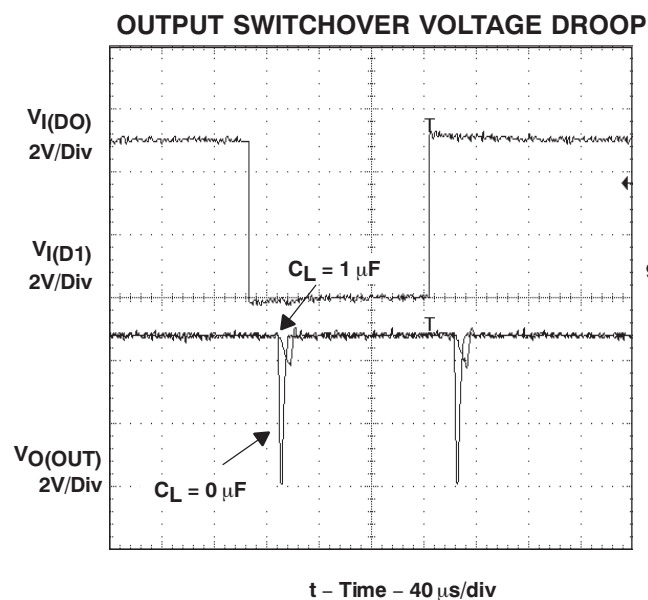 OUTPUT SWITCHOVER VOLTAGE DROOP
VI(DO)
2V/Div
VI(D1)
2V/Div
CL = 1 μF
VO(OUT)
2V/Div
CL = 0 μF
t – Time – 40 μs/div